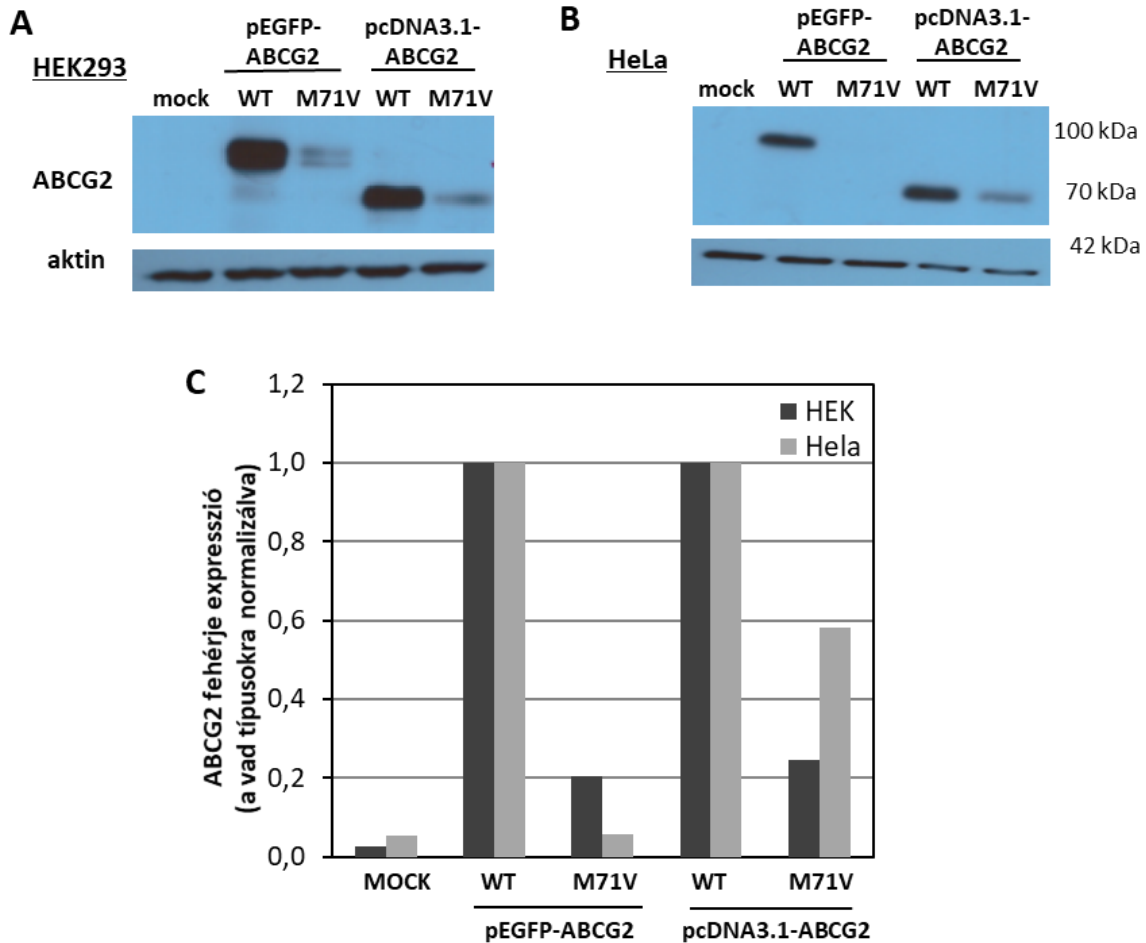 A
HEK293
pEGFP-
ABCG2
pcDNA3.1-
ABCG2
mock WT M71V WT M71V
ABCG2
aktin
B
HeLa
pEGFP-
ABCG2
pcDNA3.1-
ABCG2
mock WT M71V WT M71V
100 kDa
70 kDa
42 kDa
C
ABCG2 fehérje expresszió
(a vad típusokra normalizálva)
1,2
1,0
0,8
0,6
0,4
0,2
0,0
HEK
Hela
MOCK WT M71V WT M71V
pEGFP-ABCG2 pcDNA3.1-ABCG2